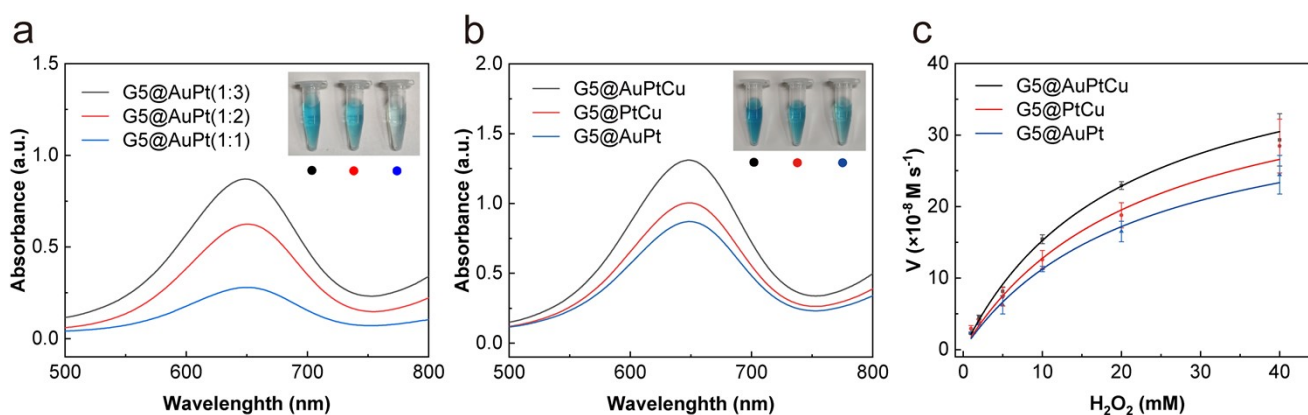 a
1.5
1.0
0.5
0.0
Absorbance (a.u.)
G5@AuPt(1:3)
G5@AuPt(1:2)
G5@AuPt(1:1)
500
600
700
800
Wavelenghth (nm)
b
2.0
1.5
1.0
0.5
0.0
Absorbance (a.u.)
G5@AuPtCu
G5@PtCu
G5@AuPt
500
600
700
800
Wavelenghth (nm)
c
40
30
20
10
0
V (×10⁻⁸ M s⁻¹)
G5@AuPtCu
G5@PtCu
G5@AuPt
0
10
20
30
40
H₂O₂ (mM)